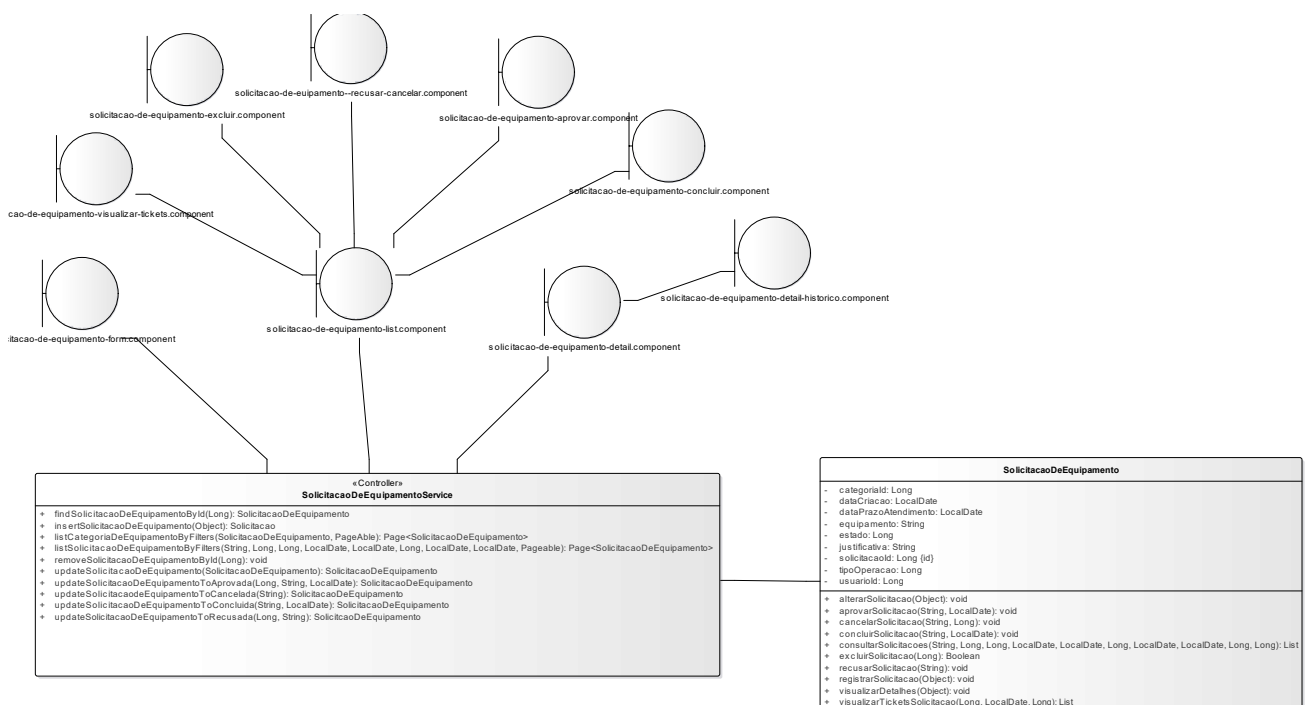 solicitacao-de-euipamento--recusar-cancelar.component
solicitacao-de-equipamento-excluir.component
solicitacao-de-equipamento-aprovar.component
solicitacao-de-equipamento-concluir.component
cao-de-equipamento-visualizar-tickets.component
solicitacao-de-equipamento-detail-historico.component
solicitacao-de-equipamento-list.component
itacao-de-equipamento-form.component
solicitacao-de-equipamento-detail.component
«Controller»
SolicitacaoDeEquipamentoService
+ findSolicitacaoDeEquipamentoById(Long): SolicitacaoDeEquipamento
+ insertSolicitacaoDeEquipamento(Object): Solicitacao
+ listCategoriaDeEquipamentoByFilters(SolicitacaoDeEquipamento, PageAble): Page<SolicitacaoDeEquipamento>
+ listSolicitacaoDeEquipamentoByFilters(String, Long, Long, LocalDate, LocalDate, Long, LocalDate, LocalDate, Pageable): Page<SolicitacaoDeEquipamento>
+ removeSolicitacaoDeEquipamentoById(Long): void
+ updateSolicitacaoDeEquipamento(SolicitacaoDeEquipamento): SolicitacaoDeEquipamento
+ updateSolicitacaoDeEquipamentoToAprovada(Long, String, LocalDate): SolicitacaoDeEquipamento
+ updateSolicitacaodeEquipamentoToCancelada(String): SolicitacaoDeEquipamento
+ updateSolicitacaoDeEquipamentoToConcluida(String, LocalDate): SolicitacaoDeEquipamento
+ updateSolicitacaoDeEquipamentoToRecusada(Long, String): SolicitcaoDeEquipamento
SolicitacaoDeEquipamento
- categoriaId: Long
- dataCriacao: LocalDate
- dataPrazoAtendimento: LocalDate
- equipamento: String
- estado: Long
- justificativa: String
- solicitacaoId: Long {id}
- tipoOperacao: Long
- usuarioId: Long
+ alterarSolicitacao(Object): void
+ aprovarSolicitacao(String, LocalDate): void
+ cancelarSolicitacao(String, Long): void
+ concluirSolicitacao(String, LocalDate): void
+ consultarSolicitacoes(String, Long, Long, LocalDate, LocalDate, Long, LocalDate, LocalDate, Long, Long): List
+ excluirSolicitacao(Long): Boolean
+ recusarSolicitacao(String): void
+ registrarSolicitacao(Object): void
+ visualizarDetalhes(Object): void
+ visualizarTicketsSolicitacao(Long, LocalDate, Long): List